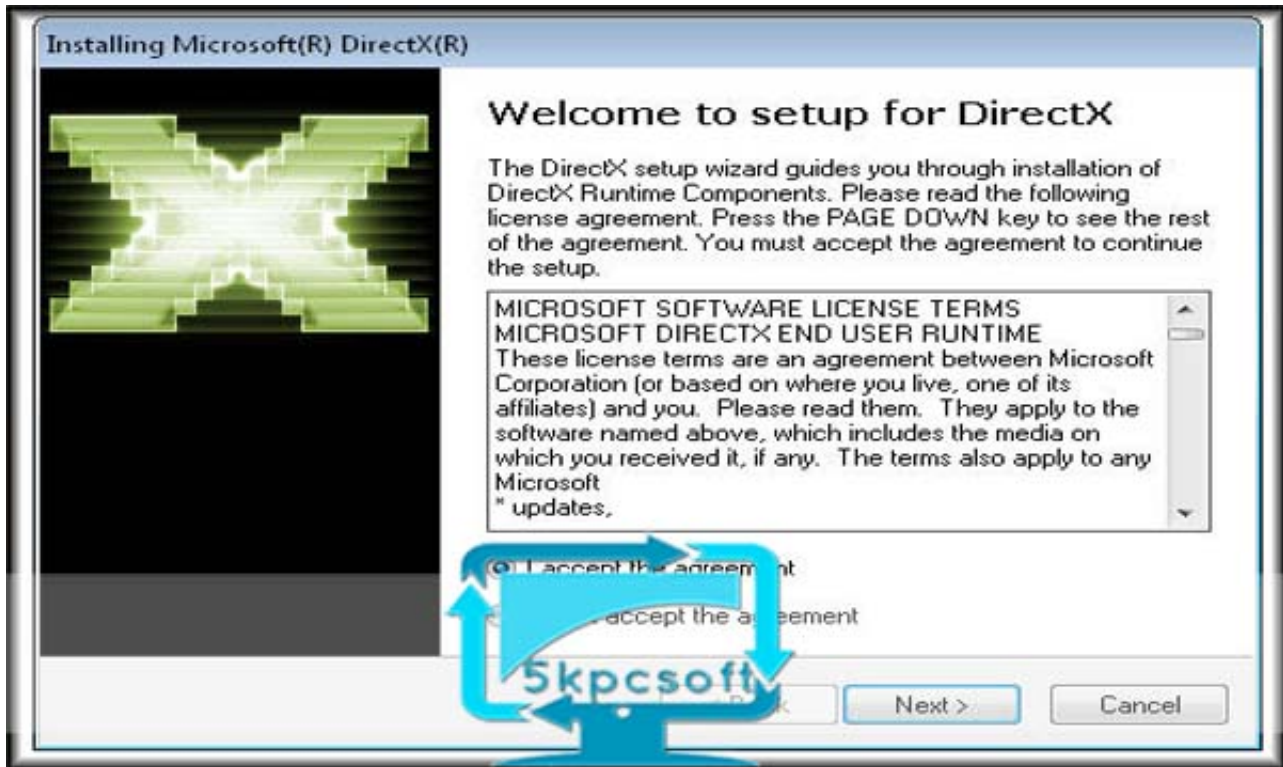 Installing Microsoft(R) DirectX(R)
Welcome to setup for DirectX
The DirectX setup wizard guides you through installation of
DirectX Runtime Components. Please read the following
license agreement. Press the PAGE DOWN key to see the rest
of the agreement. You must accept the agreement to continue
the setup.
MICROSOFT SOFTWARE LICENSE TERMS
MICROSOFT DIRECTX END USER RUNTIME
These license terms are an agreement between Microsoft
Corporation (or based on where you live, one of its
affiliates) and you. Please read them. They apply to the
software named above, which includes the media on
which you received it, if any. The terms also apply to any
Microsoft
* updates,
I accept the agreement
accept the agreement
5kpcsoft
Next >
Cancel